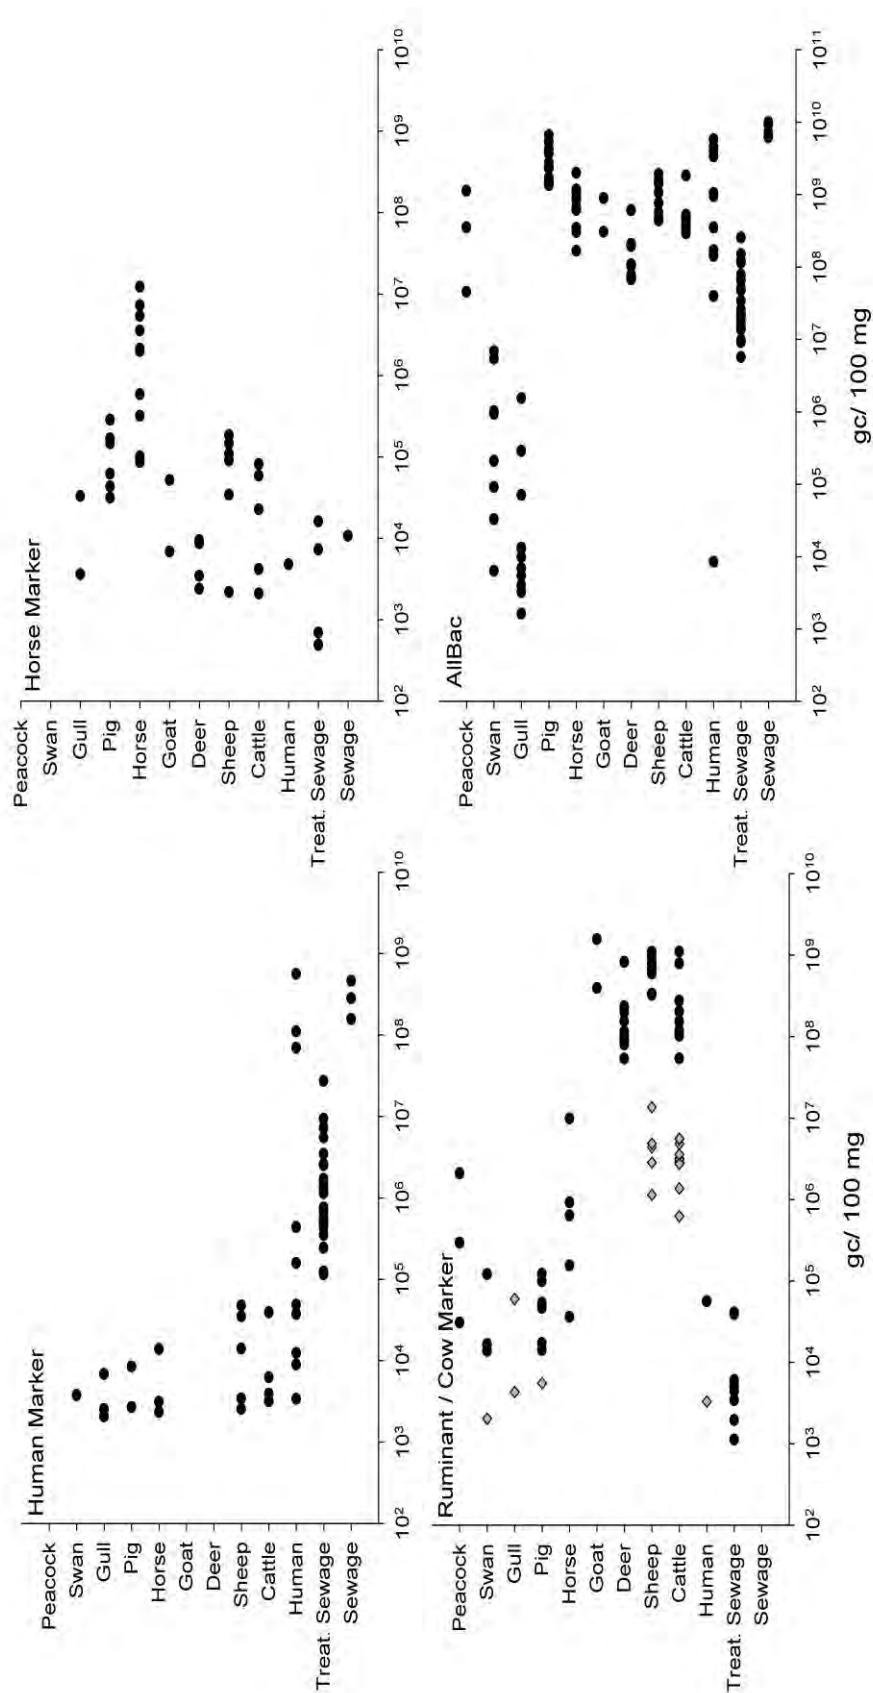 Human Marker
Peacock
Swan
Gull
Pig
Horse
Goat
Deer
Sheep
Cattle
Human
Treat. Sewage
Sewage
10² 10³ 10⁴ 10⁵ 10⁶ 10⁷ 10⁸ 10⁹ 10¹⁰
Horse Marker
Peacock
Swan
Gull
Pig
Horse
Goat
Deer
Sheep
Cattle
Human
Treat. Sewage
Sewage
10² 10³ 10⁴ 10⁵ 10⁶ 10⁷ 10⁸ 10⁹ 10¹⁰
Ruminant / Cow Marker
Peacock
Swan
Gull
Pig
Horse
Goat
Deer
Sheep
Cattle
Human
Treat. Sewage
Sewage
10² 10³ 10⁴ 10⁵ 10⁶ 10⁷ 10⁸ 10⁹ 10¹⁰
gc/ 100 mg
AllBac
Peacock
Swan
Gull
Pig
Horse
Goat
Deer
Sheep
Cattle
Human
Treat. Sewage
Sewage
10² 10³ 10⁴ 10⁵ 10⁶ 10⁷ 10⁸ 10⁹ 10¹⁰ 10¹¹
gc/ 100 mg